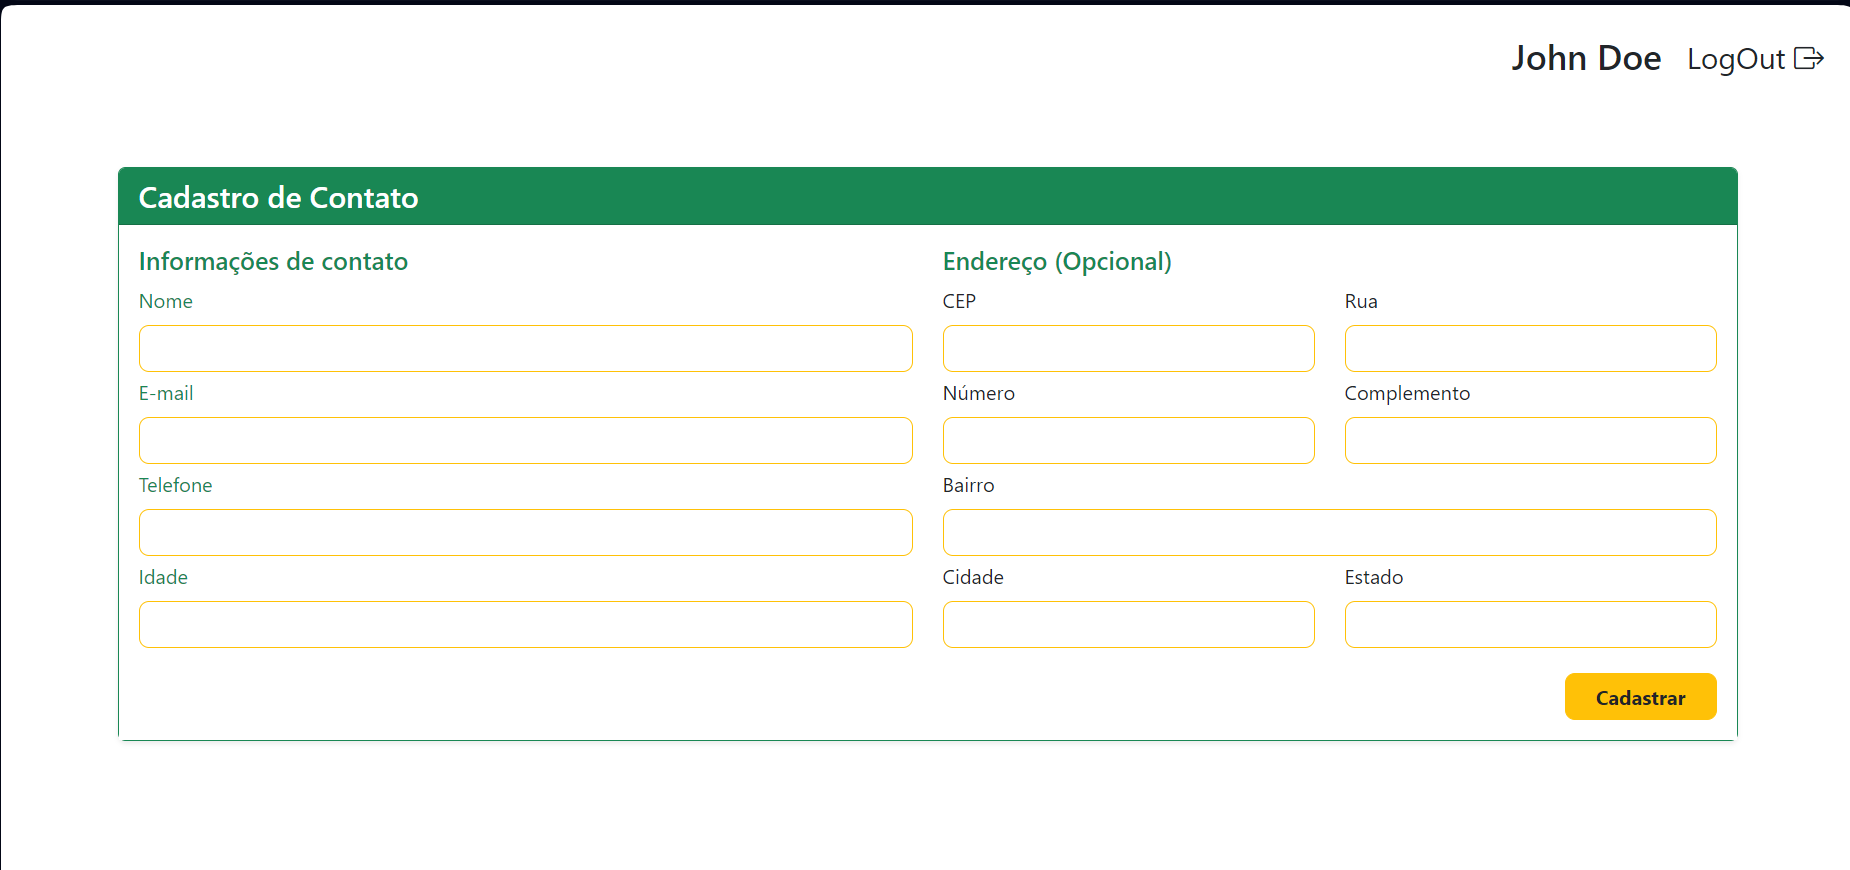 John Doe LogOut
Cadastro de Contato
Informações de contato
Nome
E-mail
Telefone
Idade
Endereço (Opcional)
CEP Rua
Número Complemento
Bairro
Cidade Estado
Cadastrar